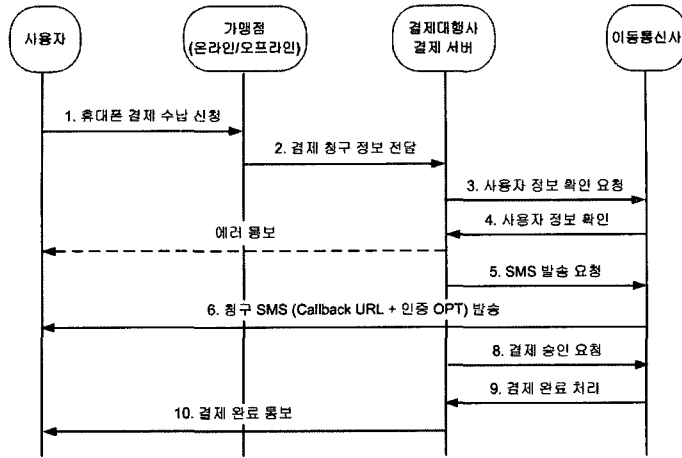 사용자
가맹점
(온라인/오프라인)
결제대행사
결제 서버
이동통신사
1. 휴대폰 결제 수납 신청
2. 결제 청구 정보 전달
3. 사용자 정보 확인 요청
4. 사용자 정보 확인
에러 통보
5. SMS 발송 요청
6. 청구 SMS (Callback URL + 인증 OPT) 발송
8. 결제 승인 요청
9. 결제 완료 처리
10. 결제 완료 통보